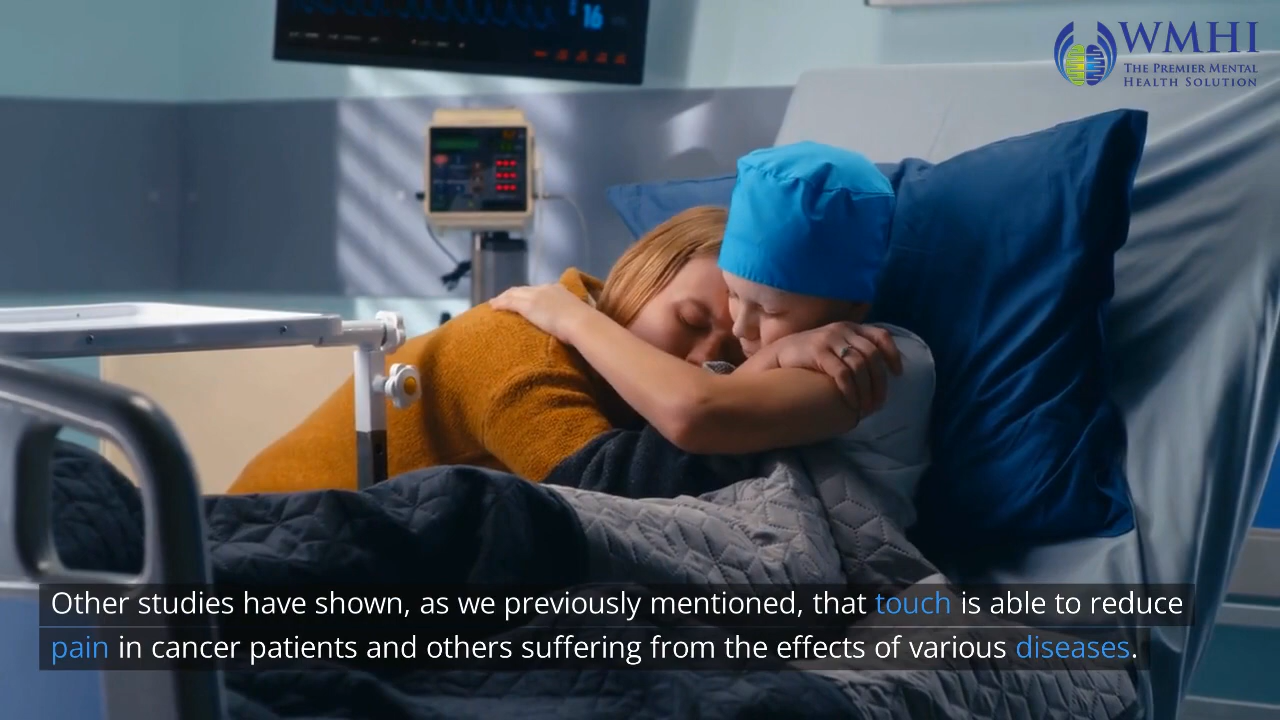 16
WMHI
THE PREMIER MENTAL
HEALTH SOLUTION
Other studies have shown, as we previously mentioned, that touch is able to reduce
pain in cancer patients and others suffering from the effects of various diseases.